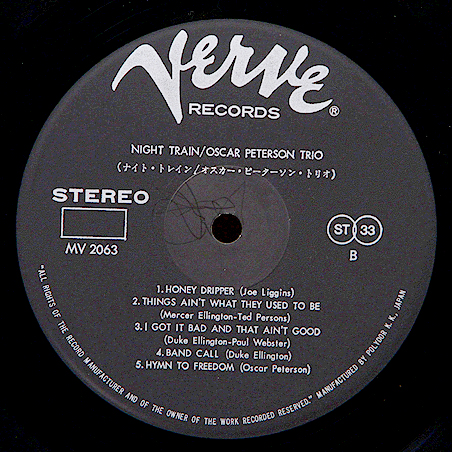 Verve
RECORDS ®
NIGHT TRAIN/OSCAR PETERSON TRIO
(ナイト・トレイン/オスカー・ピーターソン・トリオ)
STEREO
MV 2063
ST 33
B
1. HONEY DRIPPER (Joe Liggins)
2. THINGS AIN'T WHAT THEY USED TO BE
(Mercer Ellington-Ted Persons)
3. I GOT IT BAD AND THAT AIN'T GOOD
(Duke Ellington-Paul Webster)
4. BAND CALL (Duke Ellington)
5. HYMN TO FREEDOM (Oscar Peterson)
"ALL RIGHTS OF THE RECORD MANUFACTURER AND OF THE OWNER OF THE WORK RECORDED RESERVED" MANUFACTURED BY POLYDOR K.K. JAPAN